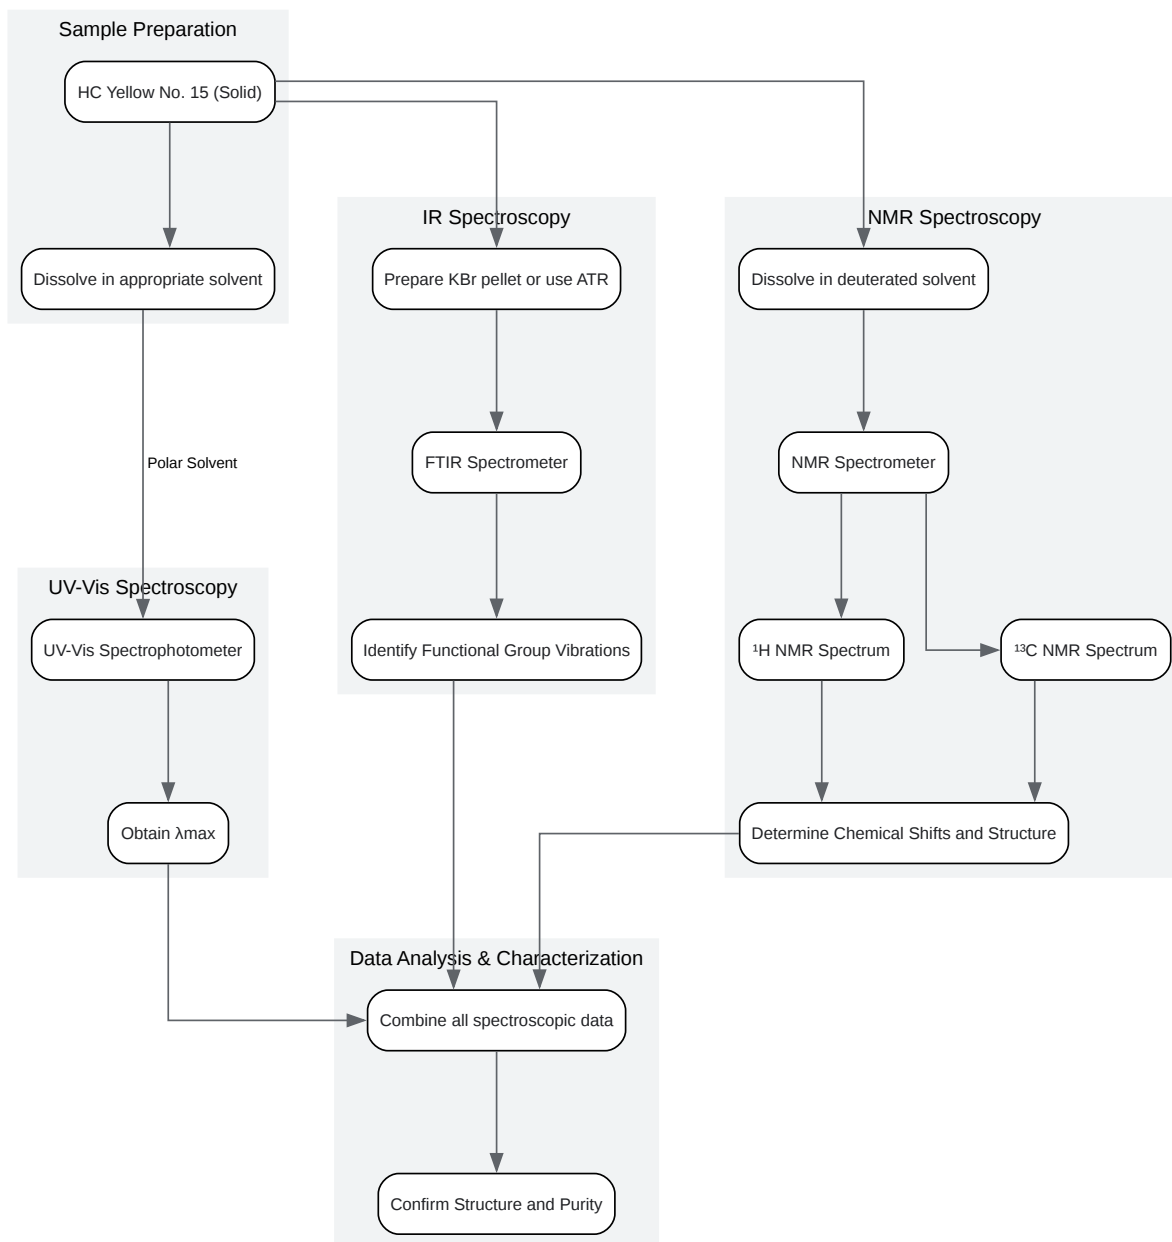 Sample Preparation
HC Yellow No. 15 (Solid)
IR Spectroscopy
NMR Spectroscopy
Dissolve in appropriate solvent
Prepare KBr pellet or use ATR
Dissolve in deuterated solvent
Polar Solvent
FTIR Spectrometer
NMR Spectrometer
UV-Vis Spectroscopy
UV-Vis Spectrophotometer
Identify Functional Group Vibrations
¹H NMR Spectrum
¹³C NMR Spectrum
Obtain λmax
Determine Chemical Shifts and Structure
Data Analysis & Characterization
Combine all spectroscopic data
Confirm Structure and Purity